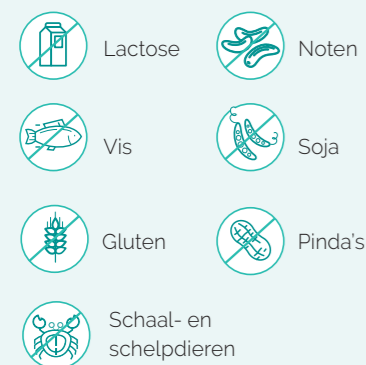 Lactose
Noten
Vis
Soja
Gluten
Pinda's
Schaal- en
schelpdieren